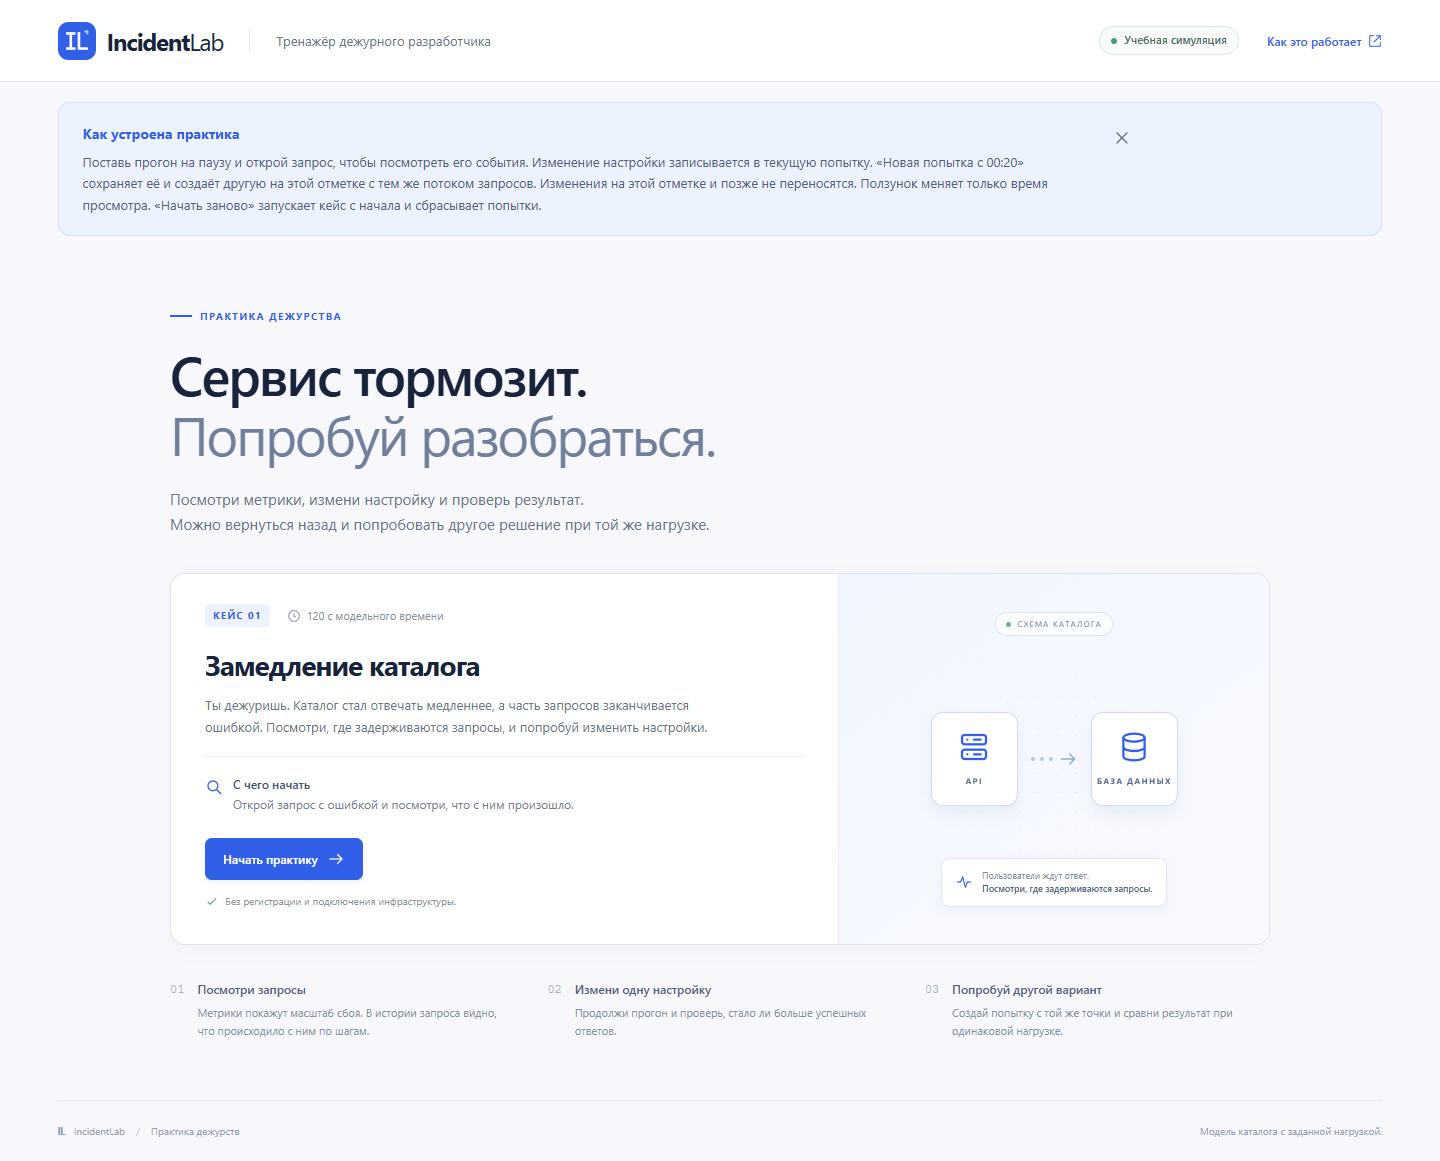 IL IncidentLab
Тренажёр дежурного разработчика
Учебная симуляция
Как это работает
Как устроена практика
Поставь прогон на паузу и открой запрос, чтобы посмотреть его события. Изменение настройки записывается в текущую попытку. «Новая попытка с 00:20»
сохраняет её и создаёт другую на этой отметке с тем же потоком запросов. Изменения на этой отметке и позже не переносятся. Ползунок меняет только время
просмотра. «Начать заново» запускает кейс с начала и сбрасывает попытки.
ПРАКТИКА ДЕЖУРСТВА
Сервис тормозит.
Попробуй разобраться.
Посмотри метрики, измени настройку и проверь результат.
Можно вернуться назад и попробовать другое решение при той же нагрузке.
КЕЙС 01
120 с модельного времени
Замедление каталога
Ты дежуришь. Каталог стал отвечать медленнее, а часть запросов заканчивается
ошибкой. Посмотри, где задерживаются запросы, и попробуй изменить настройки.
С чего начать
Открой запрос с ошибкой и посмотри, что с ним произошло.
Начать практику
Без регистрации и подключения инфраструктуры.
СХЕМА КАТАЛОГА
API
БАЗА ДАННЫХ
Пользователи ждут ответ.
Посмотри, где задерживаются запросы.
01 Посмотри запросы
Метрики покажут масштаб сбоя. В истории запроса видно,
что происходило с ним по шагам.
02 Измени одну настройку
Продолжи прогон и проверь, стало ли больше успешных
ответов.
03 Попробуй другой вариант
Создай попытку с той же точки и сравни результат при
одинаковой нагрузке.
IL IncidentLab / Практика дежурств
Модель каталога с заданной нагрузкой.